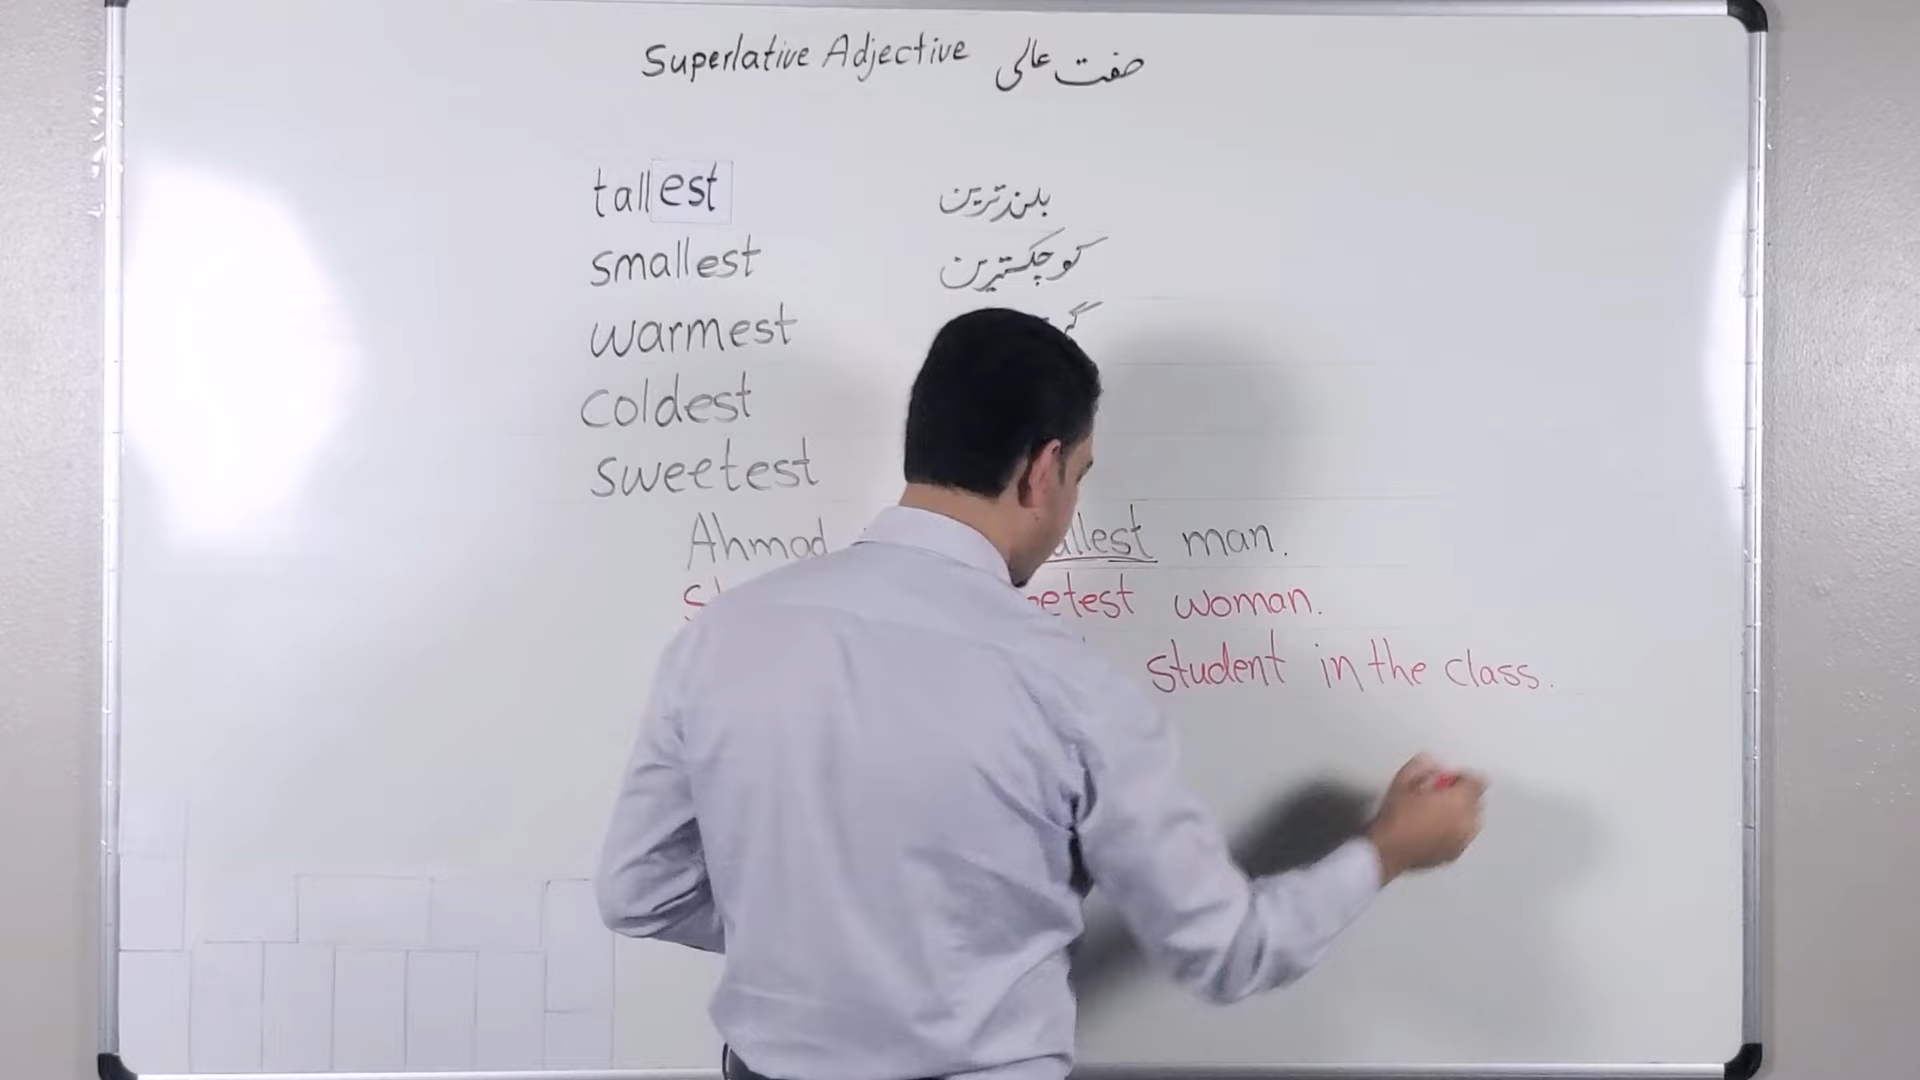 Superlative Adjective صفت عالی
tallest بلندترین
smallest کوچکترین
warmest
coldest
sweetest
Ahmad man.
woman.
student in the class.